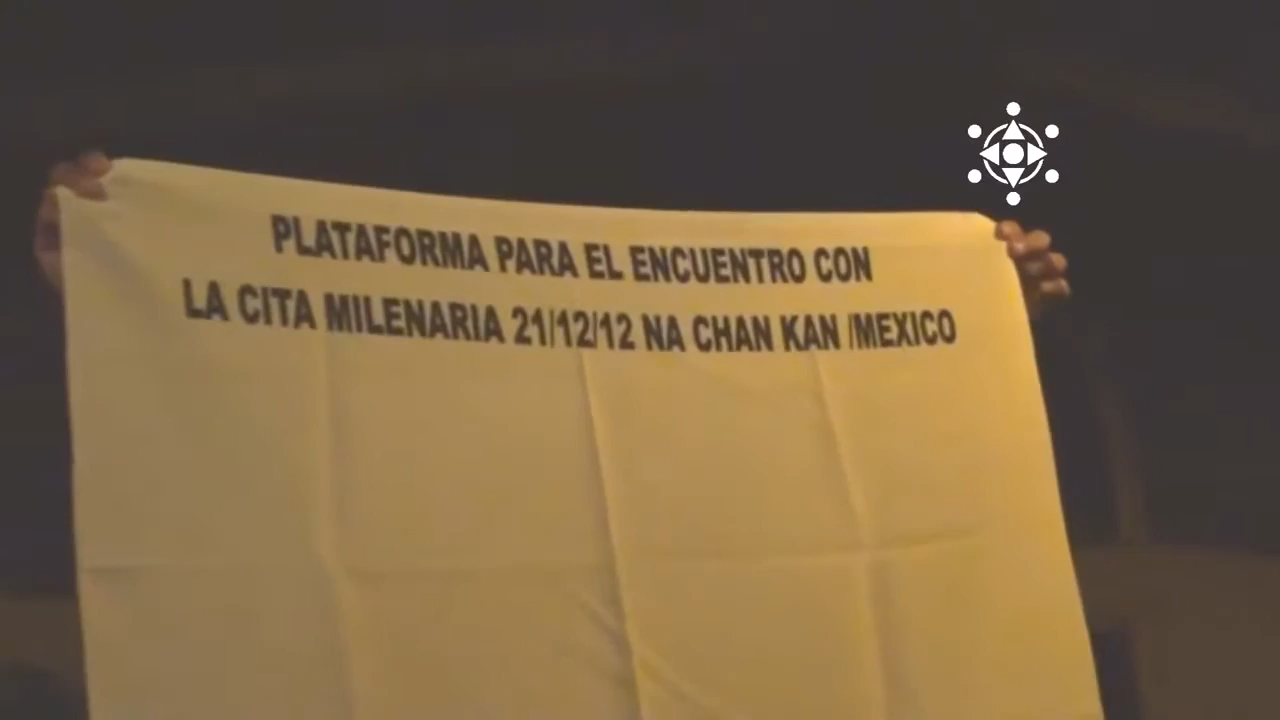 PLATAFORMA PARA EL ENCUENTRO CON
LA CITA MILENARIA 21/12/12 NA CHAN KAN /MEXICO